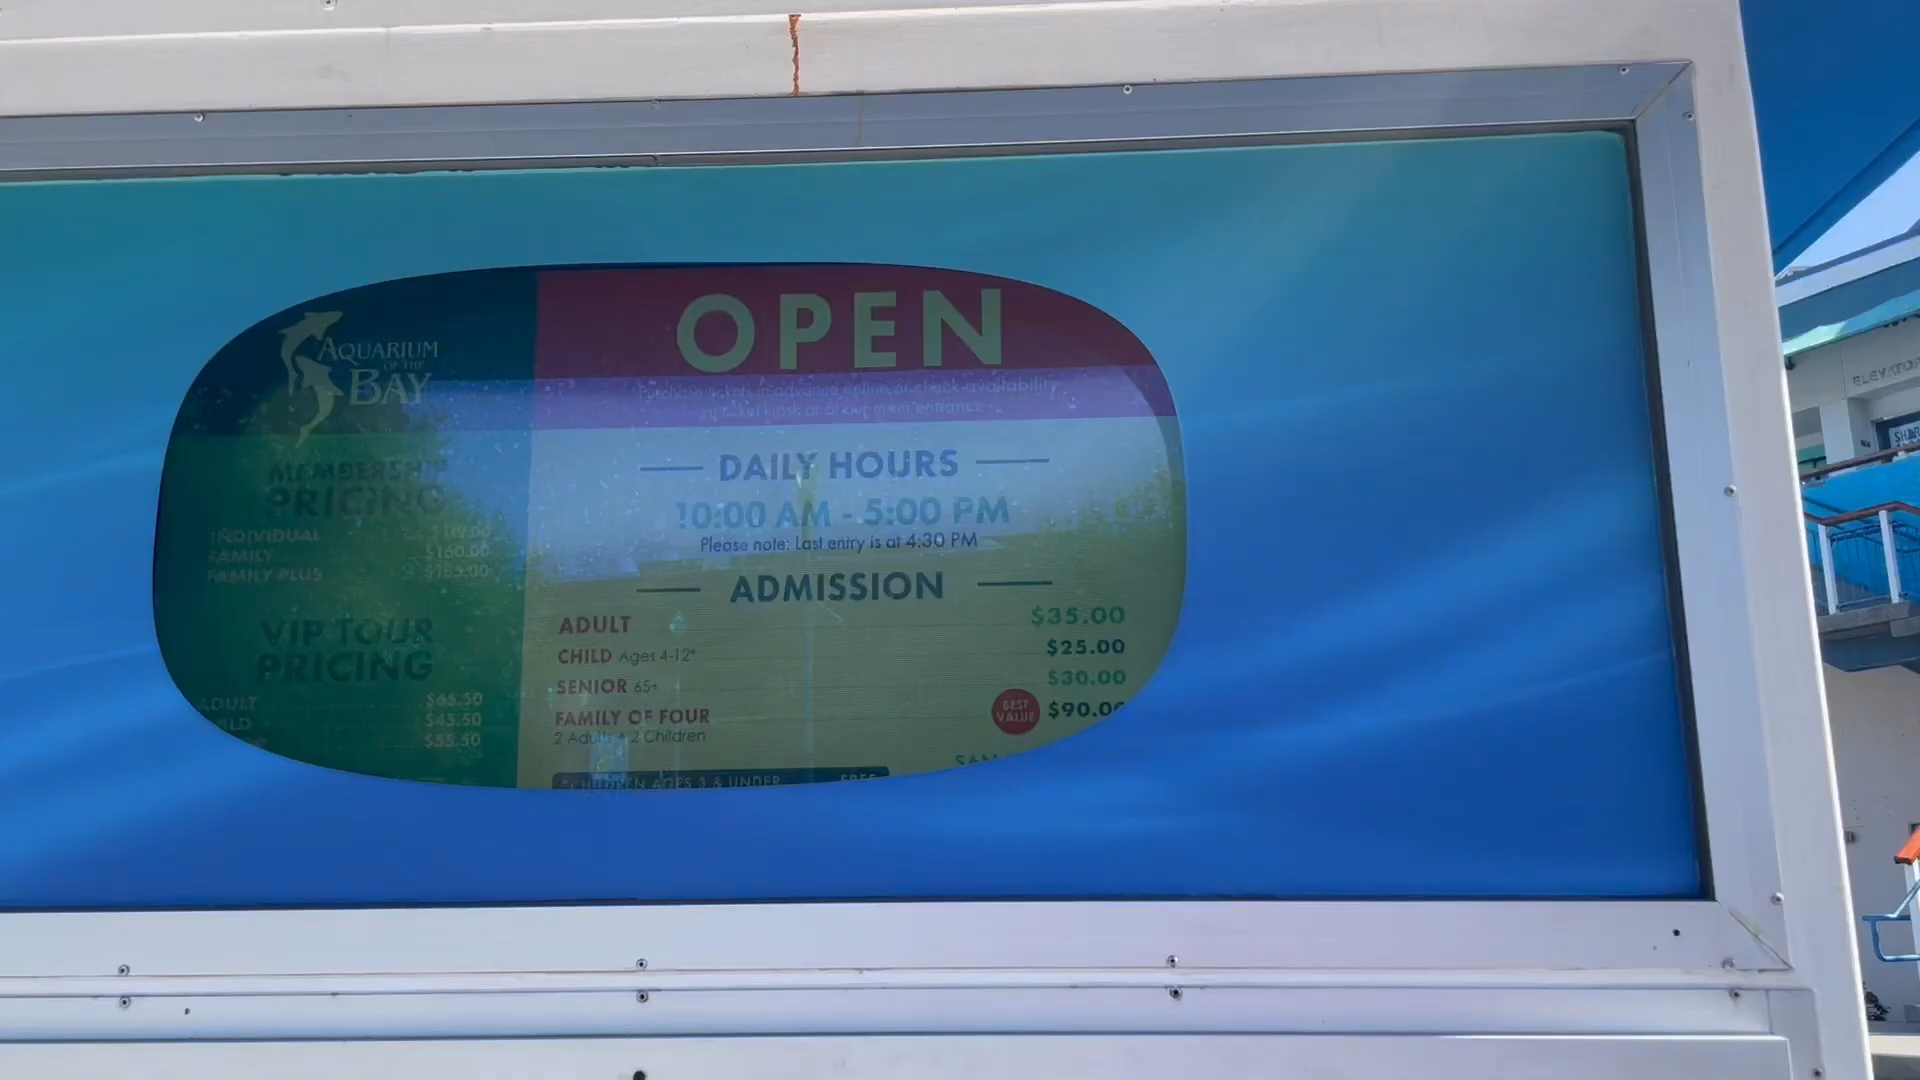 AQUARIUM
OF THE
BAY
OPEN
Purchase tickets in advance online or check availability
at ticket kiosk or at our main entrance
MEMBERSHIP
PRICING
INDIVIDUAL
FAMILY $160.00
FAMILY PLUS $185.00
VIP TOUR
PRICING
ADULT $65.50
$45.50
$55.50
DAILY HOURS
10:00 AM - 5:00 PM
Please note: Last entry is at 4:30 PM
ADMISSION
ADULT $35.00
CHILD Ages 4-12* $25.00
SENIOR 65+ $30.00
FAMILY OF FOUR BEST VALUE $90.00
2 Adults + 2 Children
*CHILDREN AGES 3 & UNDER FREE
ELEVATOR